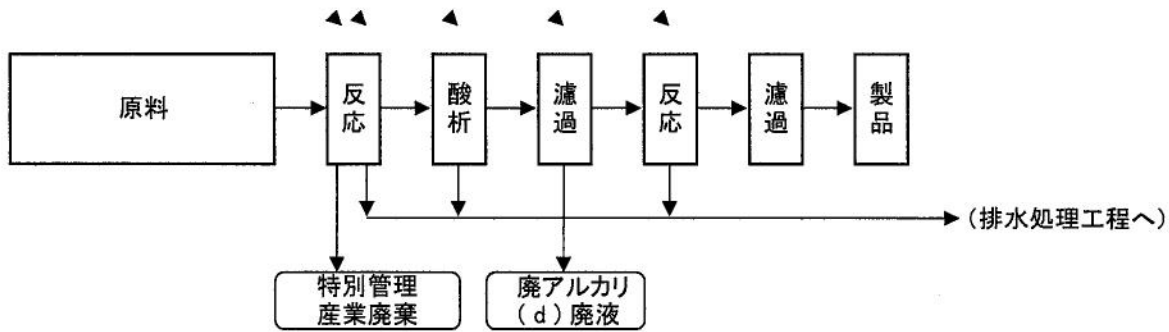 原料
反応
酸析
濾過
反応
濾過
製品
(排水処理工程へ)
特別管理
産業廃棄
廃アルカリ
(d)廃液